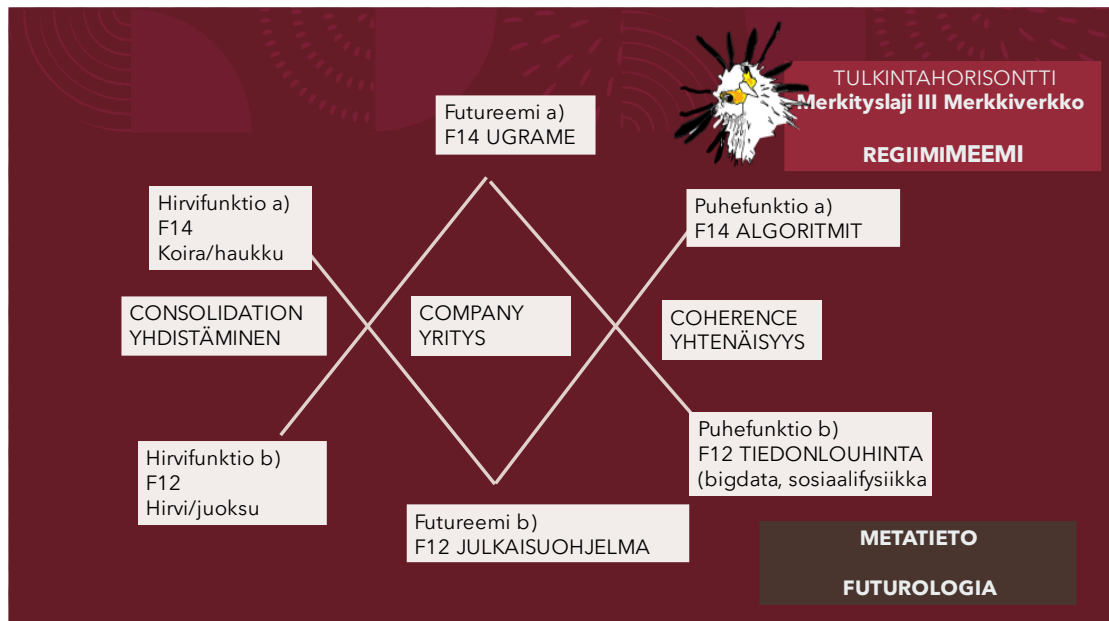 TULKINTAHORISONTTI
Merkityslaji III Merkkiverkko
REGIIMIMEEMI
Futureemi a)
F14 UGRAME
Hirvifunktio a)
F14
Koira/haukku
Puhefunktio a)
F14 ALGORITMIT
CONSOLIDATION
YHDISTÄMINEN
COMPANY
YRITYS
COHERENCE
YHTENÄISYYS
Hirvifunktio b)
F12
Hirvi/juoksu
Puhefunktio b)
F12 TIEDONLOUHINTA
(bigdata, sosiaalifysiikka
Futureemi b)
F12 JULKAISUOHJELMA
METATIETO
FUTUROLOGIA